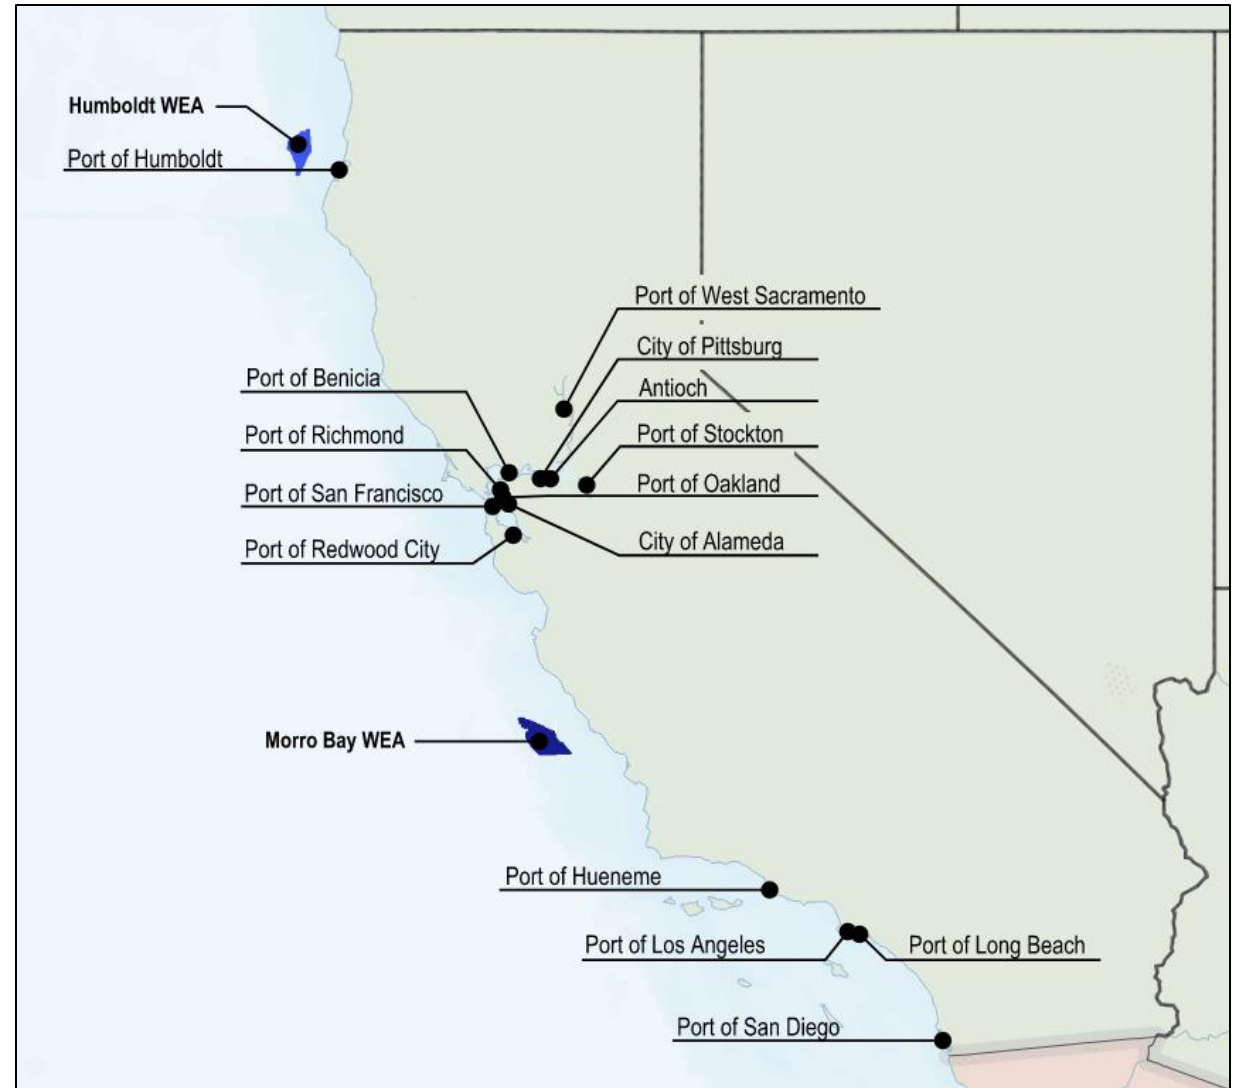 Humboldt WEA
Port of Humboldt
Port of West Sacramento
City of Pittsburg
Port of Benicia
Antioch
Port of Richmond
Port of Stockton
Port of San Francisco
Port of Oakland
Port of Redwood City
City of Alameda
Morro Bay WEA
Port of Hueneme
Port of Los Angeles
Port of Long Beach
Port of San Diego